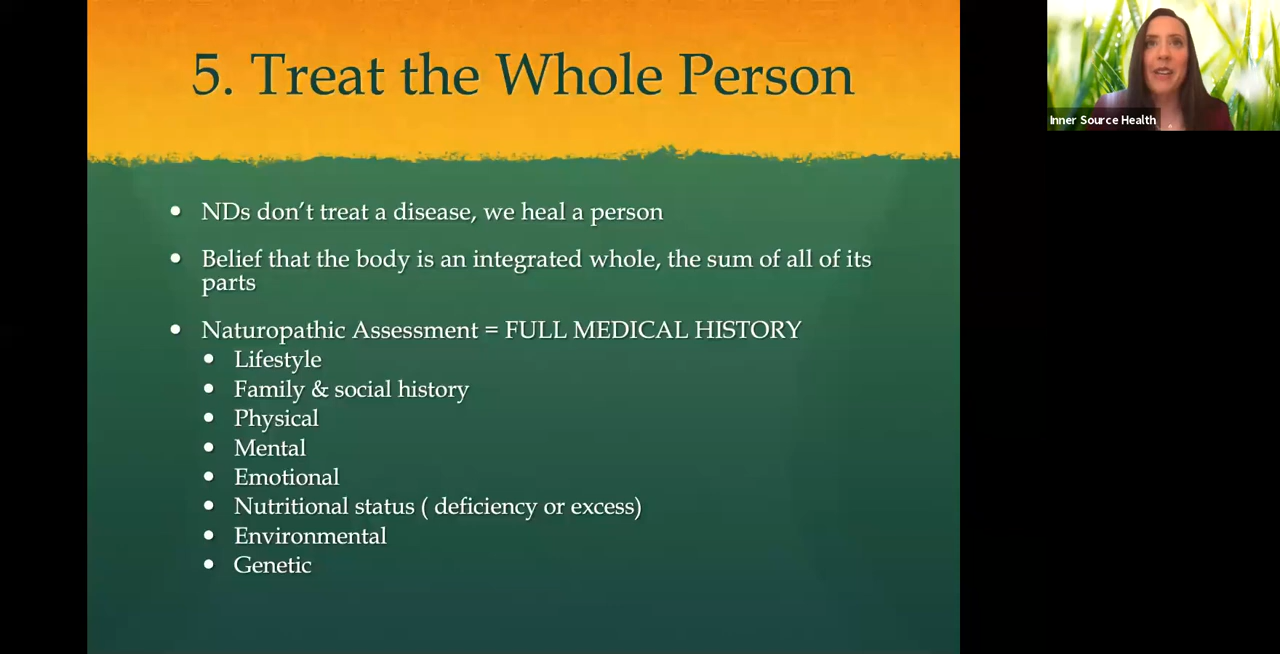 5. Treat the Whole Person
• NDs don’t treat a disease, we heal a person
• Belief that the body is an integrated whole, the sum of all of its
parts
• Naturopathic Assessment = FULL MEDICAL HISTORY
• Lifestyle
• Family & social history
• Physical
• Mental
• Emotional
• Nutritional status ( deficiency or excess)
• Environmental
• Genetic
Inner Source Health